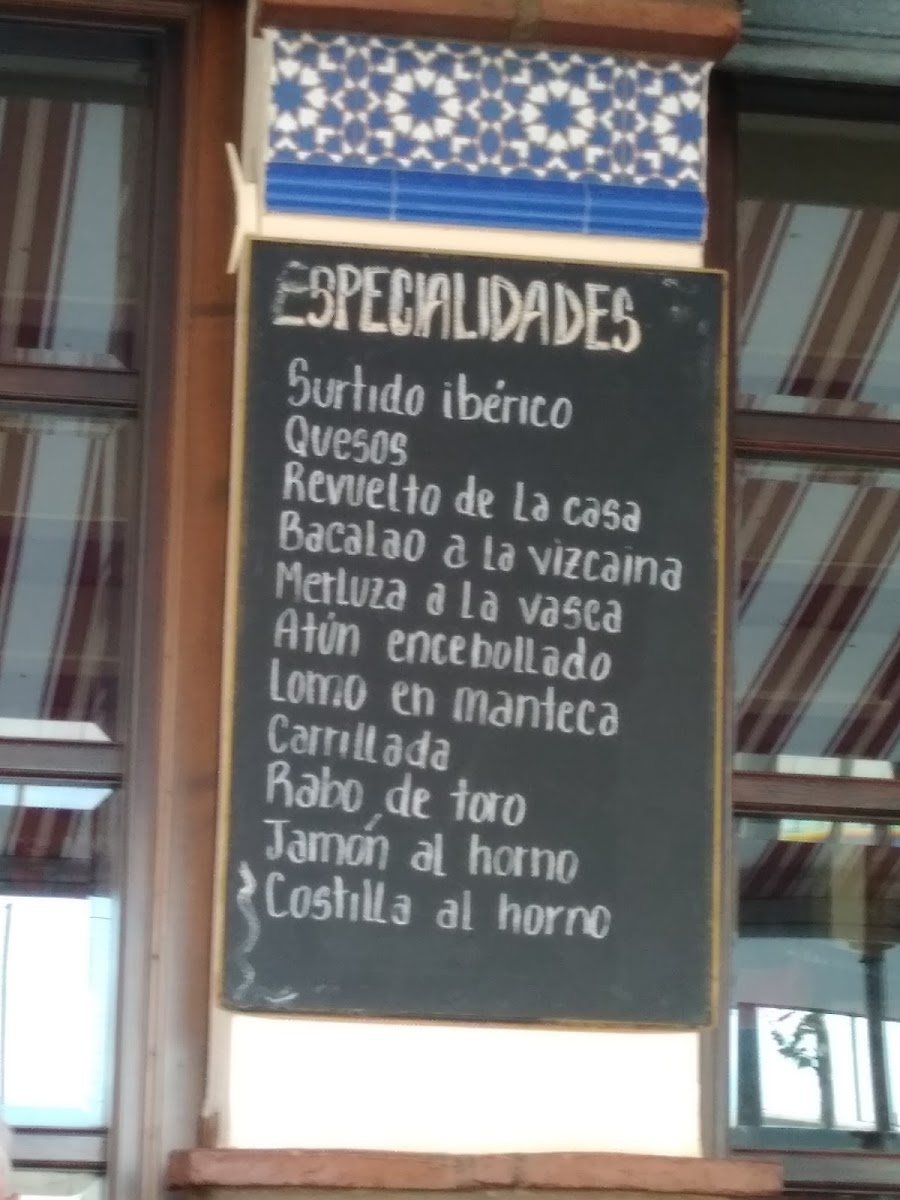 ESPECIALIDADES
Surtido ibérico
Quesos
Revuelto de la casa
Bacalao a la vizcaina
Merluza a la vasca
Atún encebollado
Lomo en manteca
Carrillada
Rabo de toro
Jamón al horno
Costilla al horno